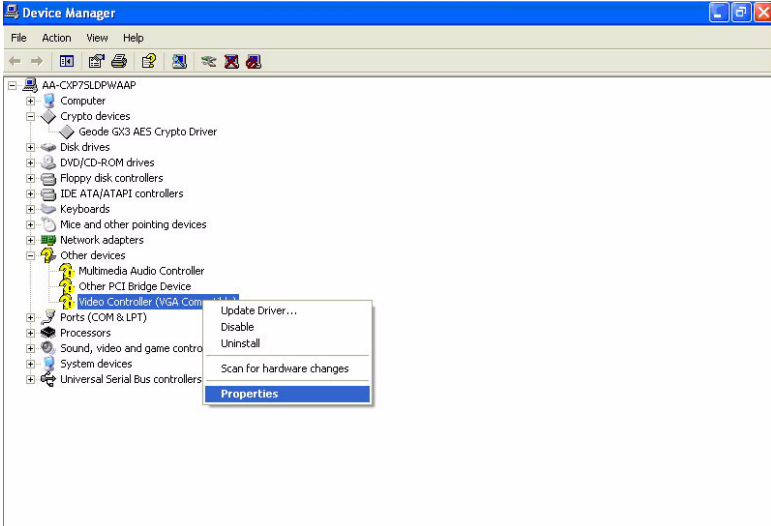 Device Manager
File Action View Help
AA-CXP75LDPWAAP
Computer
Crypto devices
Geode GX3 AES Crypto Driver
Disk drives
DVD/CD-ROM drives
Floppy disk controllers
IDE ATA/ATAPI controllers
Keyboards
Mice and other pointing devices
Network adapters
Other devices
Multimedia Audio Controller
Other PCI Bridge Device
Video Controller (VGA Compatible)
Ports (COM & LPT)
Processors
Sound, video and game contro
System devices
Universal Serial Bus controllers
Update Driver...
Disable
Uninstall
Scan for hardware changes
Properties